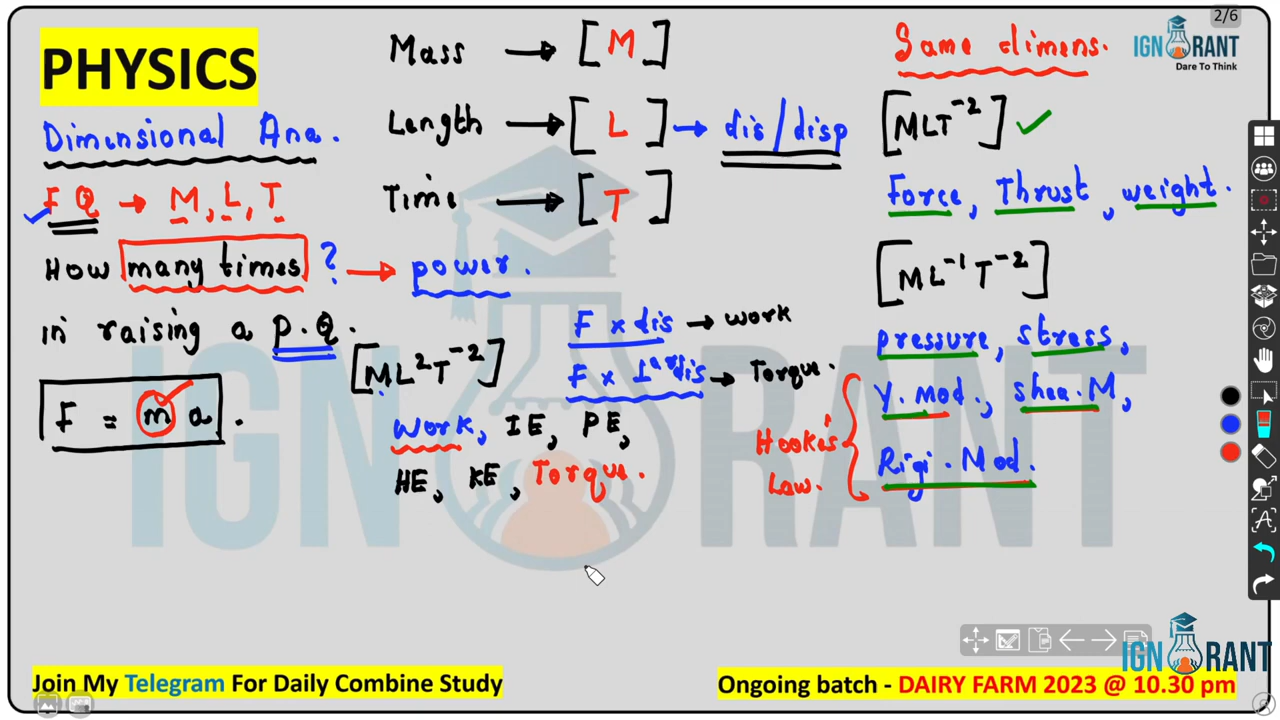 2/6
PHYSICS
Dimensional Ana.
F Q → M, L, T
How many times ? → power.
in raising a P.Q.
F = m a.
Mass → [M]
Length → [L] → dis/disp
Time → [T]
[ML²T⁻²]
Work, IE, PE,
HE, KE, Torque.
F × dis → work
F × ⊥ar dis → Torque.
Same dimens.
[MLT⁻²] ✓
Force, Thrust, weight.
[ML⁻¹T⁻²]
pressure, stress,
Y. mod., shea. M,
Rigi. Mod.
Hooke's
Law.
IGNORANT
Dare To Think
IGNORANT
Join My Telegram For Daily Combine Study
Ongoing batch - DAIRY FARM 2023 @ 10.30 pm
IGNORANT